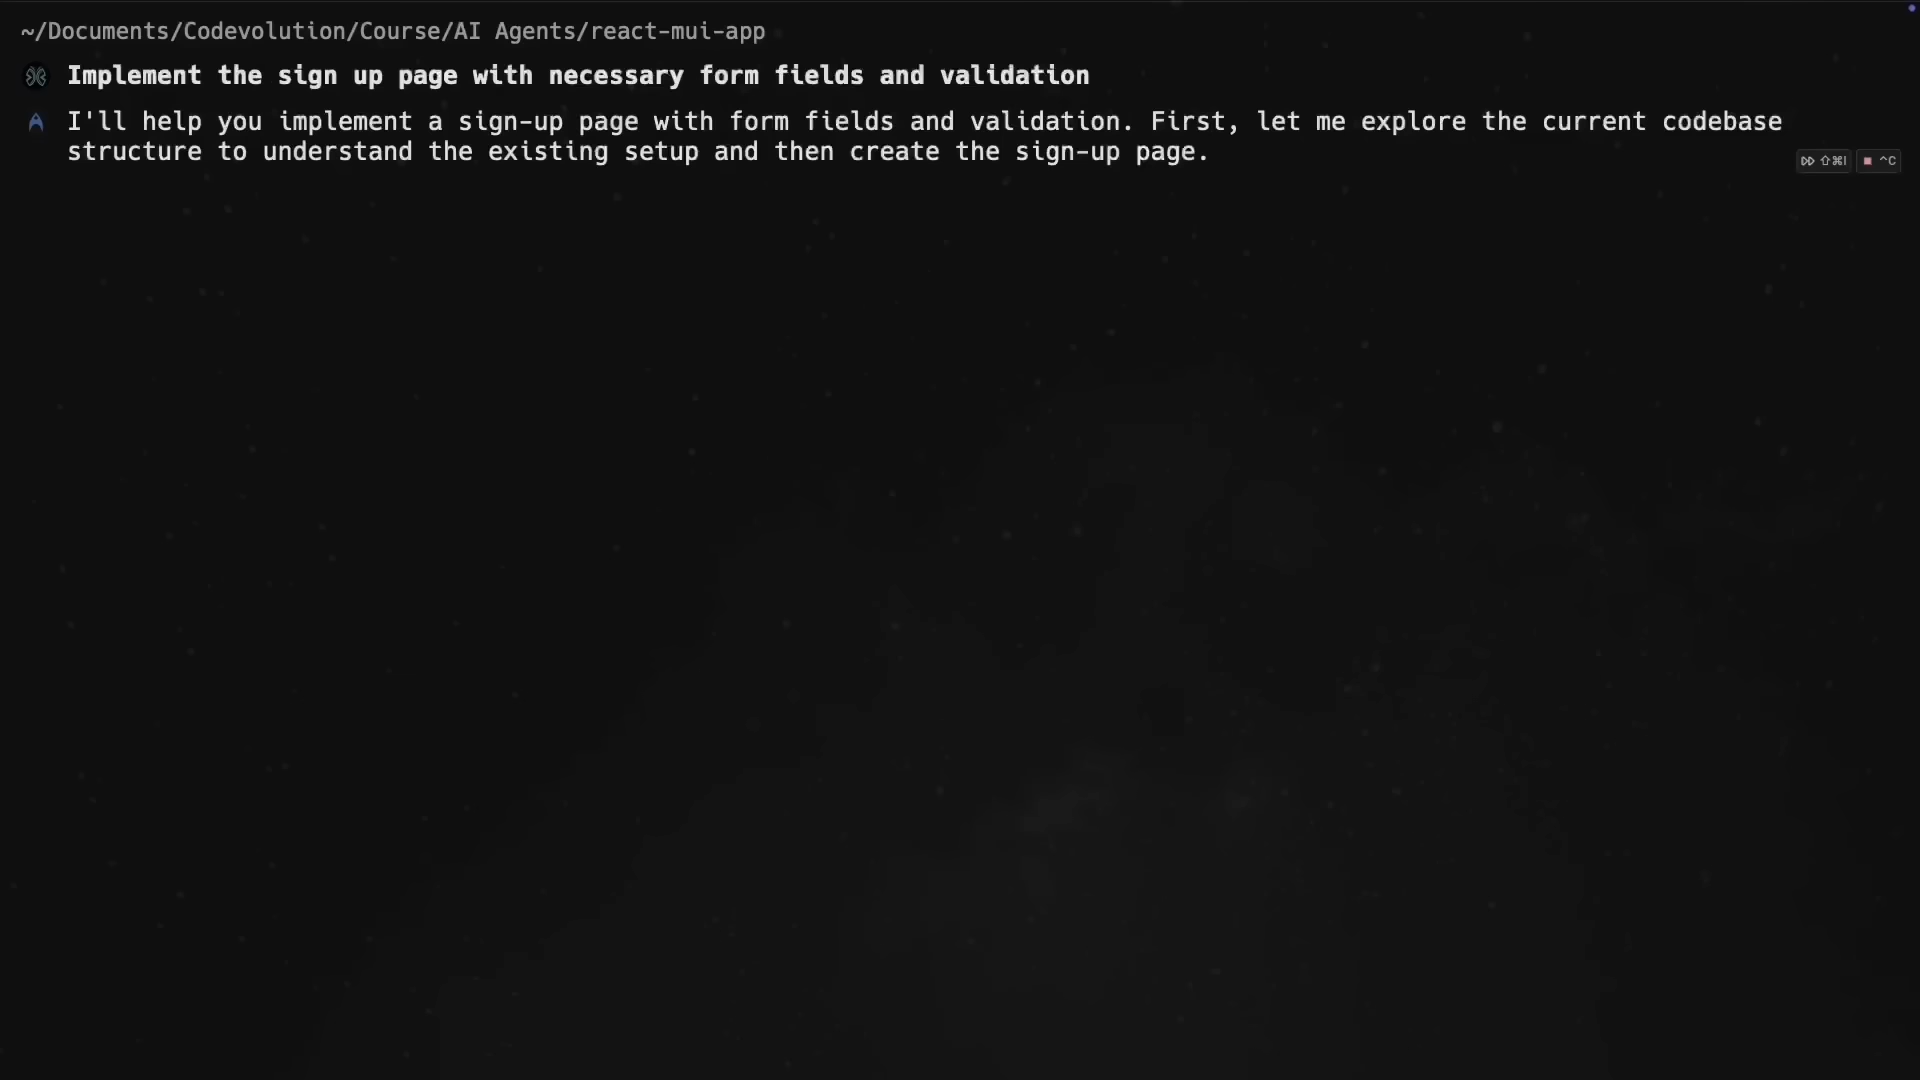 ~/Documents/Codevolution/Course/AI Agents/react-mui-app
Implement the sign up page with necessary form fields and validation
I'll help you implement a sign-up page with form fields and validation. First, let me explore the current codebase
structure to understand the existing setup and then create the sign-up page.
⇧⌘I ^C